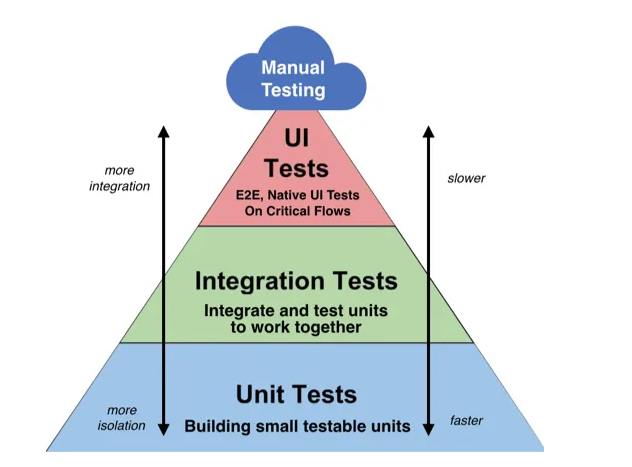 Manual
Testing
UI
Tests
E2E, Native UI Tests
On Critical Flows
more
integration
slower
Integration Tests
Integrate and test units
to work together
Unit Tests
Building small testable units
more
isolation
faster